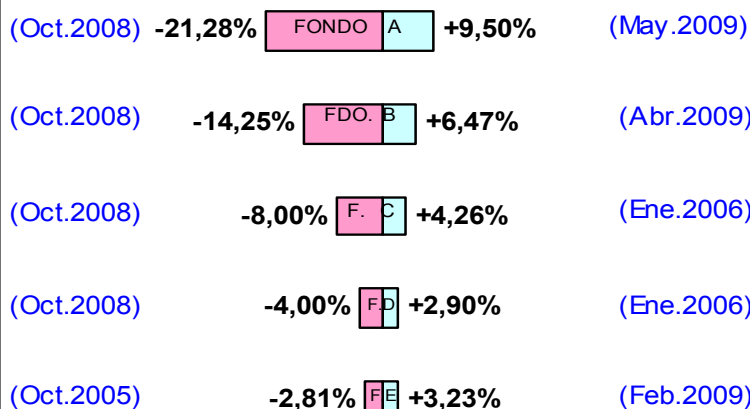 (Oct.2008) -21,28% FONDO A +9,50% (May.2009)
(Oct.2008) -14,25% FDO. B +6,47% (Abr.2009)
(Oct.2008) -8,00% F. C +4,26% (Ene.2006)
(Oct.2008) -4,00% F.D +2,90% (Ene.2006)
(Oct.2005) -2,81% F E +3,23% (Feb.2009)